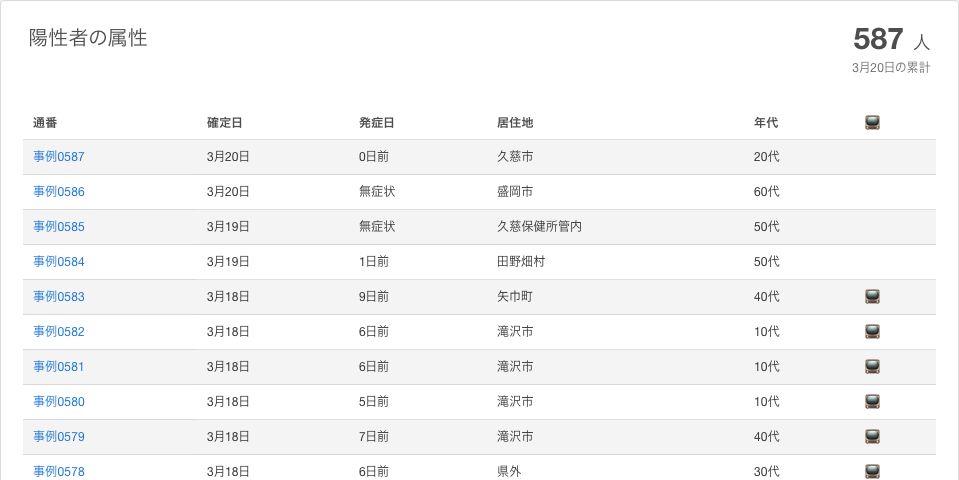 陽性者の属性
587 人
3月20日の累計
通番 確定日 発症日 居住地 年代
事例0587 3月20日 0日前 久慈市 20代
事例0586 3月20日 無症状 盛岡市 60代
事例0585 3月19日 無症状 久慈保健所管内 50代
事例0584 3月19日 1日前 田野畑村 50代
事例0583 3月18日 9日前 矢巾町 40代
事例0582 3月18日 6日前 滝沢市 10代
事例0581 3月18日 6日前 滝沢市 10代
事例0580 3月18日 5日前 滝沢市 10代
事例0579 3月18日 7日前 滝沢市 40代
事例0578 3月18日 6日前 県外 30代